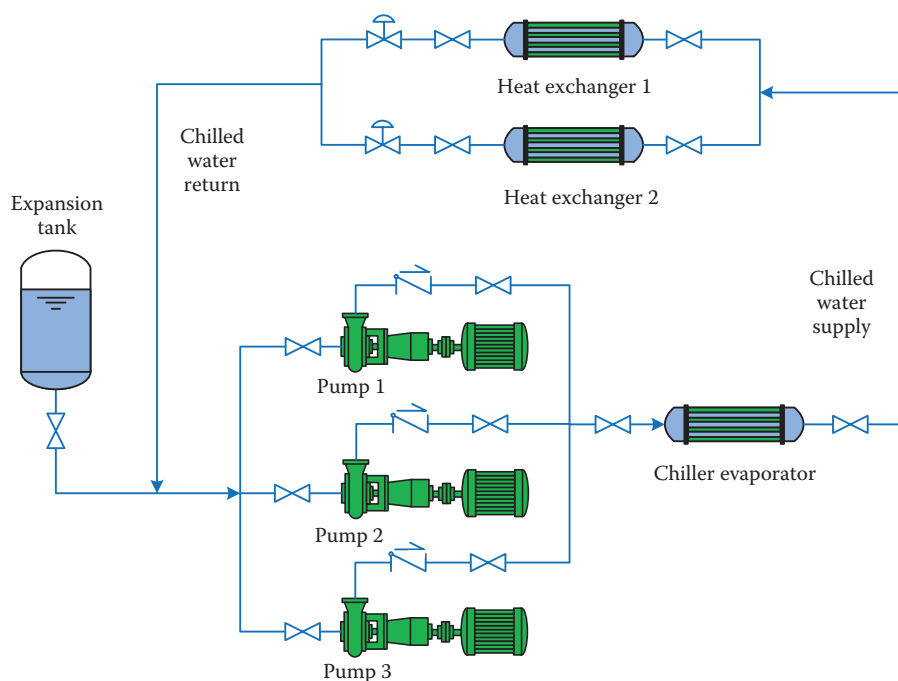 Heat exchanger 1
Chilled
water
return
Heat exchanger 2
Expansion
tank
Chilled
water
supply
Pump 1
Chiller evaporator
Pump 2
Pump 3